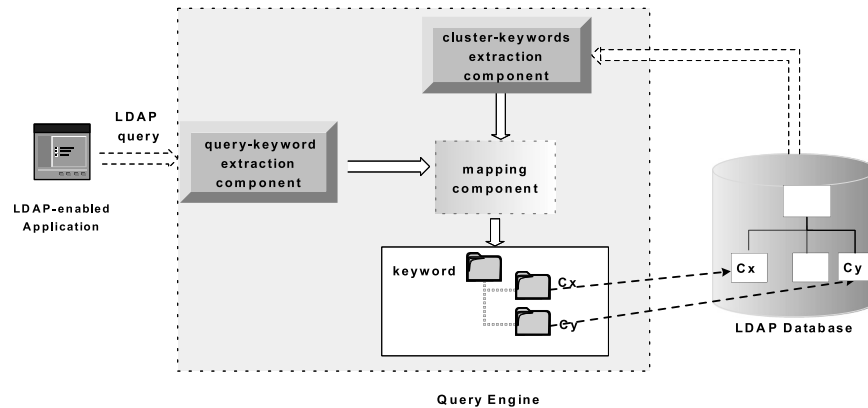 cluster-keywords
extraction
component
LDAP
query
query-keyword
extraction
component
mapping
component
LDAP-enabled
Application
keyword
Cx
Cy
Cx
Cy
LDAP Database
Query Engine